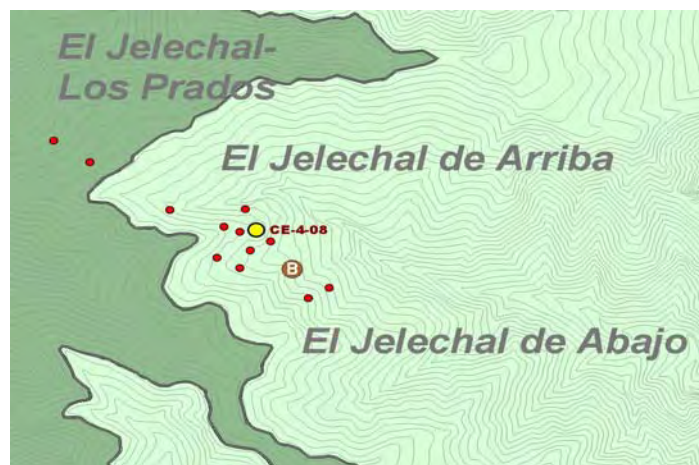 El Jelechal-
Los Prados
El Jelechal de Arriba
CE-4-08
B
El Jelechal de Abajo